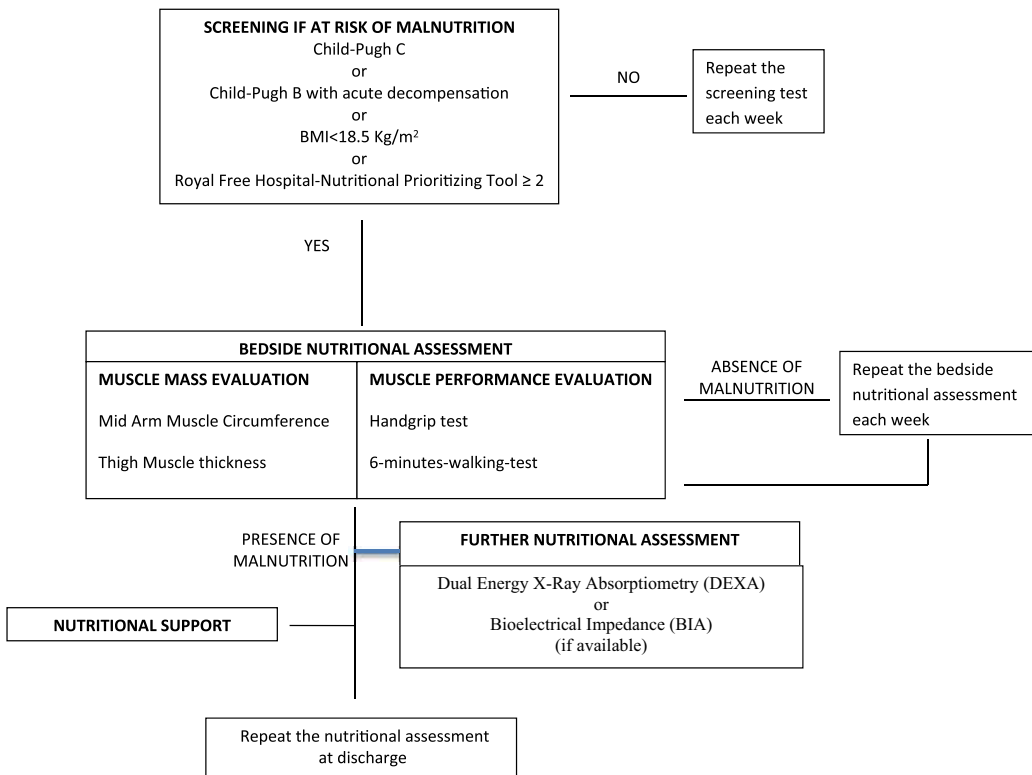 SCREENING IF AT RISK OF MALNUTRITION
Child-Pugh C
or
Child-Pugh B with acute decompensation
or
BMI<18.5 Kg/m²
or
Royal Free Hospital-Nutritional Prioritizing Tool ≥ 2
NO
Repeat the
screening test
each week
YES
BEDSIDE NUTRITIONAL ASSESSMENT
MUSCLE MASS EVALUATION
Mid Arm Muscle Circumference
Thigh Muscle thickness
MUSCLE PERFORMANCE EVALUATION
Handgrip test
6-minutes-walking-test
ABSENCE OF
MALNUTRITION
Repeat the bedside
nutritional assessment
each week
PRESENCE OF
MALNUTRITION
FURTHER NUTRITIONAL ASSESSMENT
Dual Energy X-Ray Absorptiometry (DEXA)
or
Bioelectrical Impedance (BIA)
(if available)
NUTRITIONAL SUPPORT
Repeat the nutritional assessment
at discharge